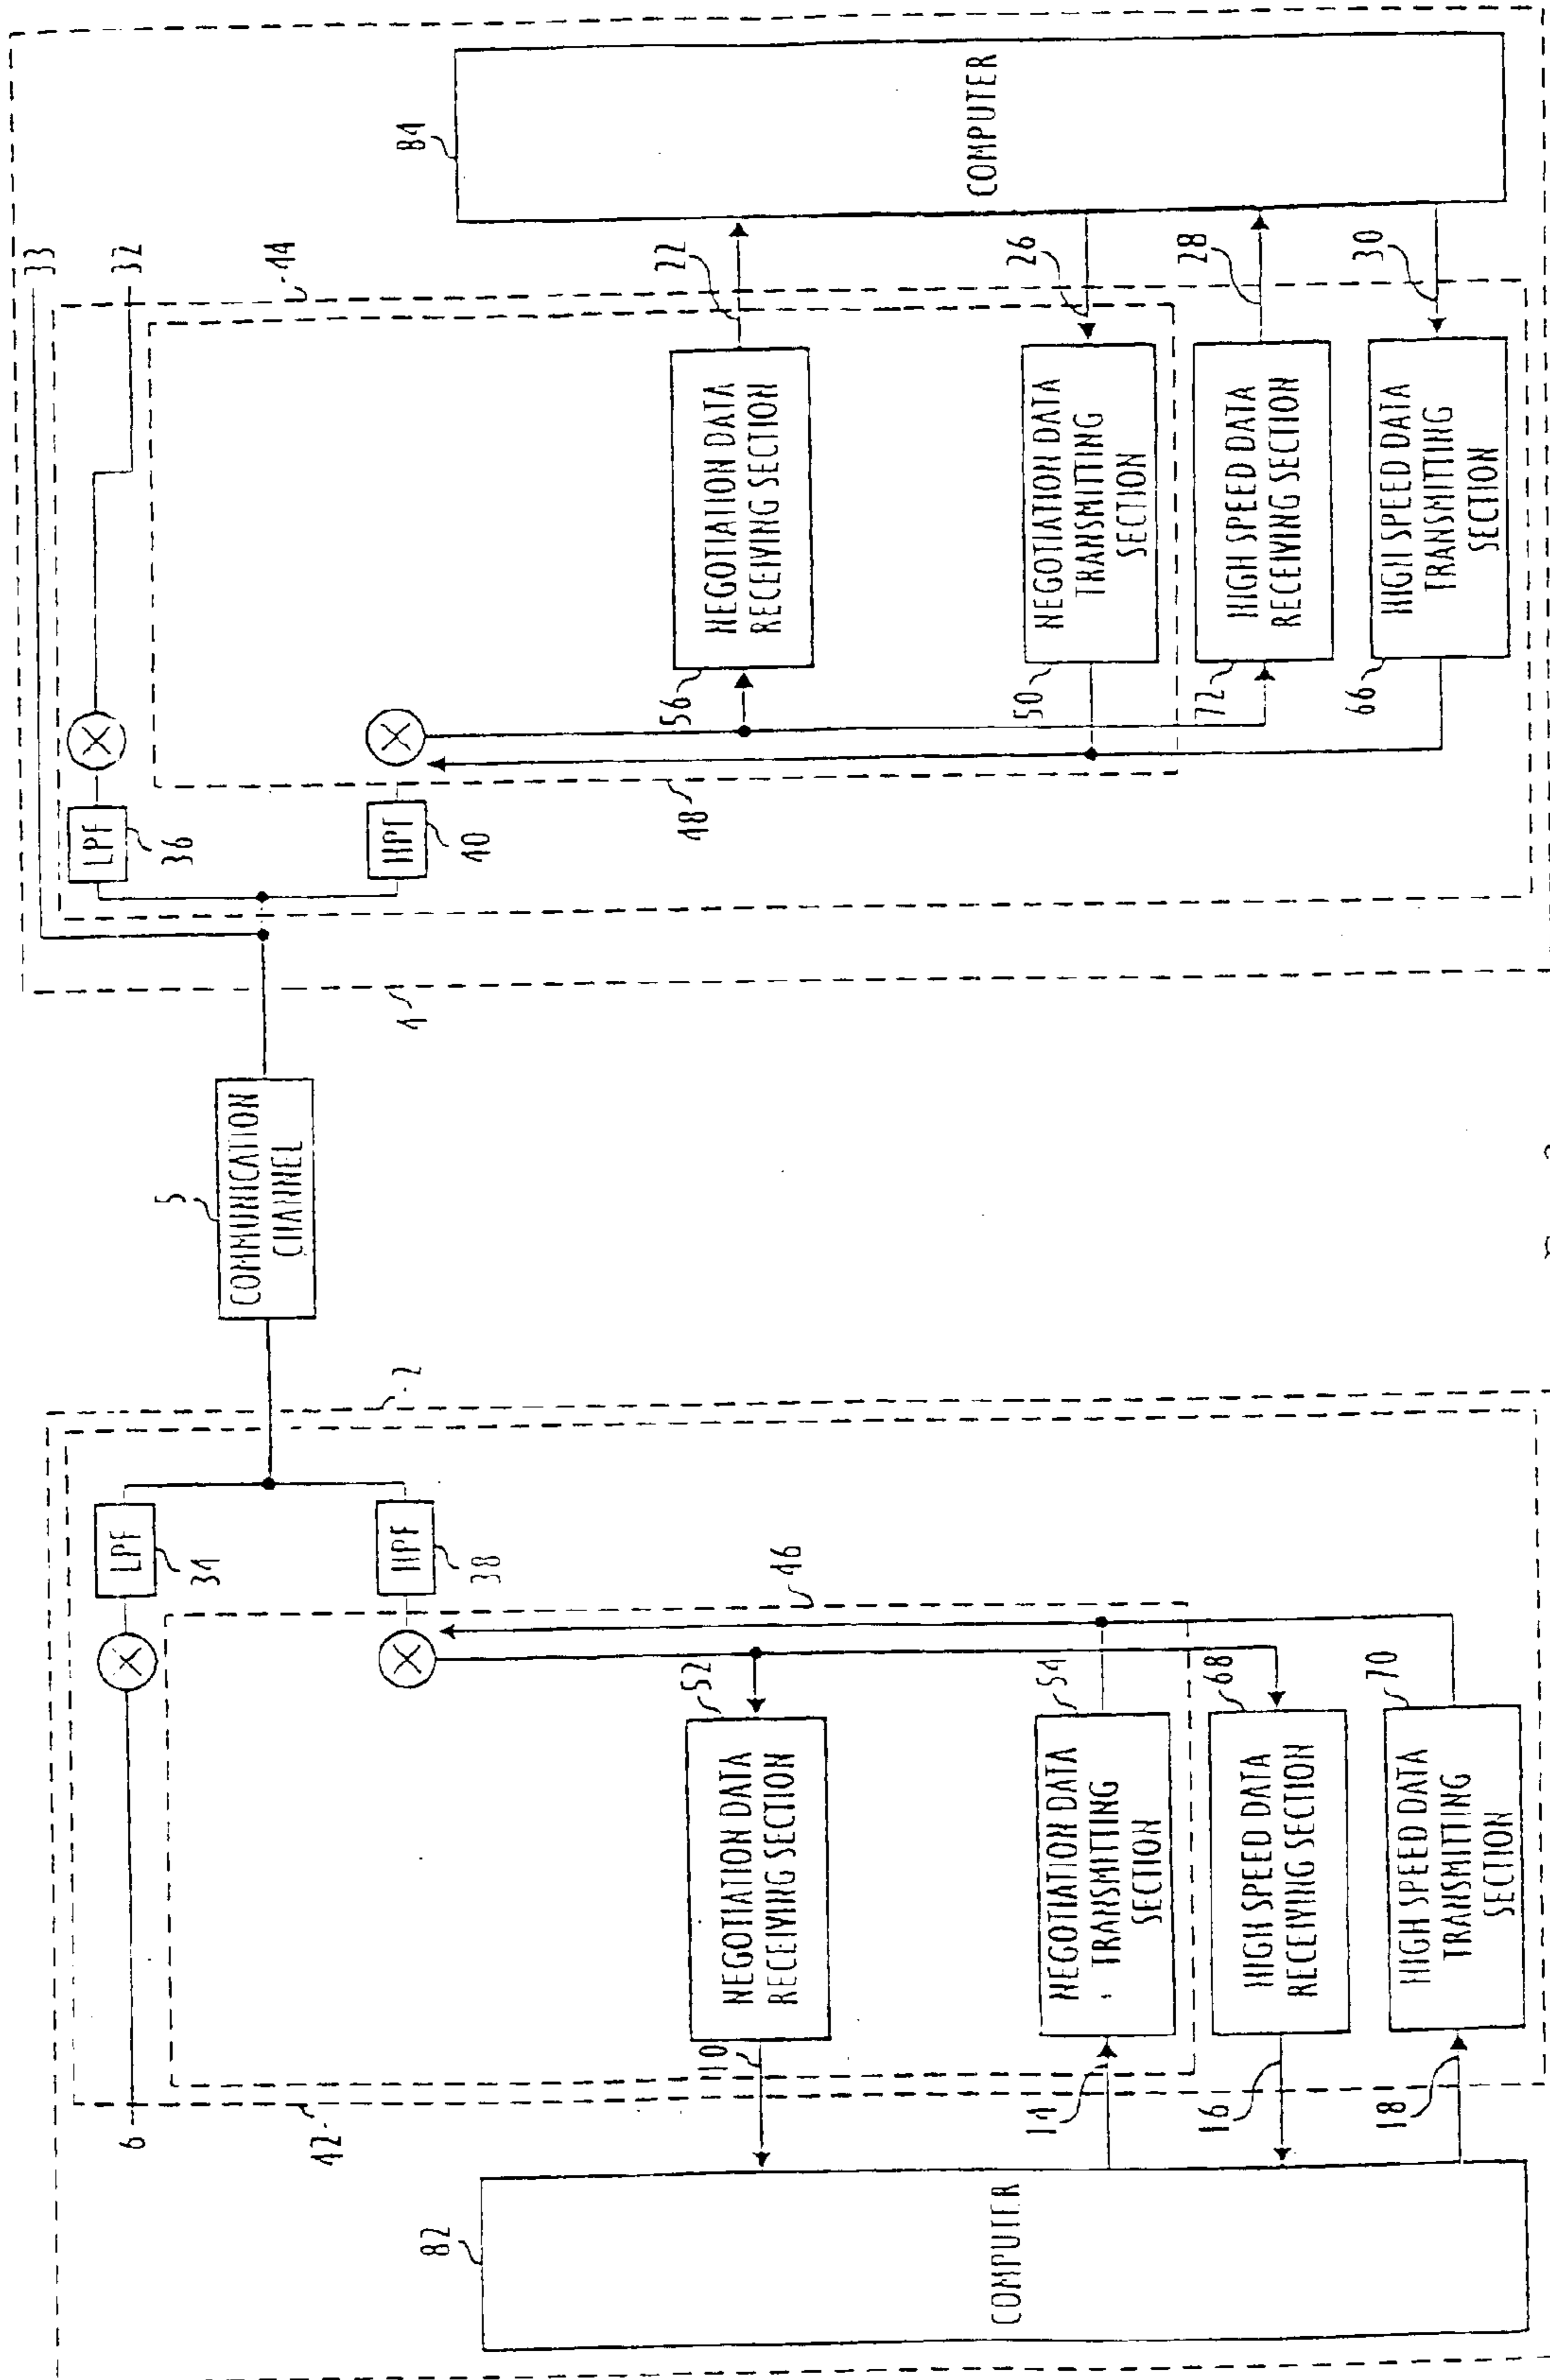 82
COMPUTER
6
42
10
14
16
18
NEGOTIATION DATA
RECEIVING SECTION
52
NEGOTIATION DATA
TRANSMITTING
SECTION
54
HIGH SPEED DATA
RECEIVING SECTION
68
HIGH SPEED DATA
TRANSMITTING
SECTION
70
46
LPF
34
HPF
38
2
5
COMMUNICATION
CHANNEL
4
LPF
36
HPF
40
48
56
NEGOTIATION DATA
RECEIVING SECTION
50
NEGOTIATION DATA
TRANSMITTING
SECTION
72
HIGH SPEED DATA
RECEIVING SECTION
66
HIGH SPEED DATA
TRANSMITTING
SECTION
33
32
44
22
26
28
30
84
COMPUTER